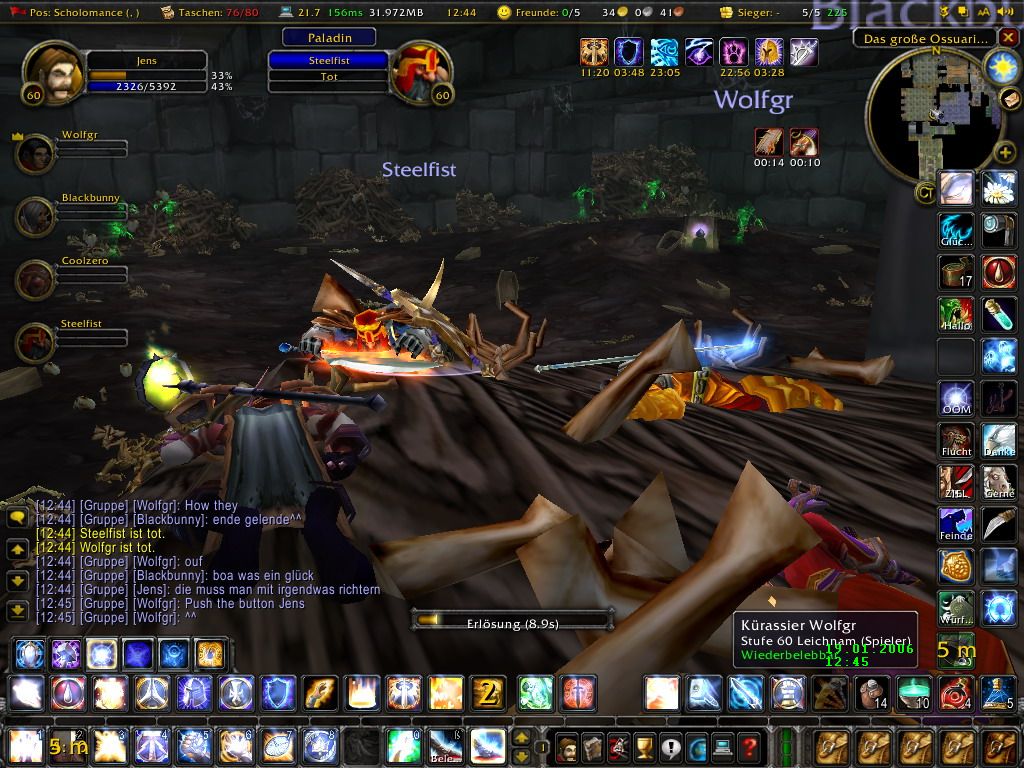 Pos: Scholomance (, )
Taschen: 76/80
21.7 156ms 31.972MB
12:44
Freunde: 0/5
34 0 41
Sieger: -
5/5 225
Das große Ossuari...
N
Paladin
Jens
33%
2326/5392
43%
60
Steelfist
Tot
60
11:20 03:48 23:05 22:56 03:28
Wolfgr
00:14 00:10
Steelfist
Wolfgr
Blackbunny
Coolzero
Steelfist
CT
Glüc...
17
Hallo
OOM
Flucht
Danke
ZIEL
Gerne
Feinde
Würf...
5 m
[12:44] [Gruppe] [Wolfgr]: How they
[12:44] [Gruppe] [Blackbunny]: ende gelende^^
[12:44] Steelfist ist tot.
[12:44] Wolfgr ist tot.
[12:44] [Gruppe] [Wolfgr]: ouf
[12:44] [Gruppe] [Blackbunny]: boa was ein glück
[12:44] [Gruppe] [Jens]: die muss man mit irgendwas richtern
[12:45] [Gruppe] [Wolfgr]: Push the button Jens
[12:45] [Gruppe] [Wolfgr]: ^^
Erlösung (8.9s)
Kürassier Wolfgr
Stufe 60 Leichnam (Spieler)
Wiederbelebbar
19.01.2006
12:45
2
14 10 4 5
5 m
Bele...
1